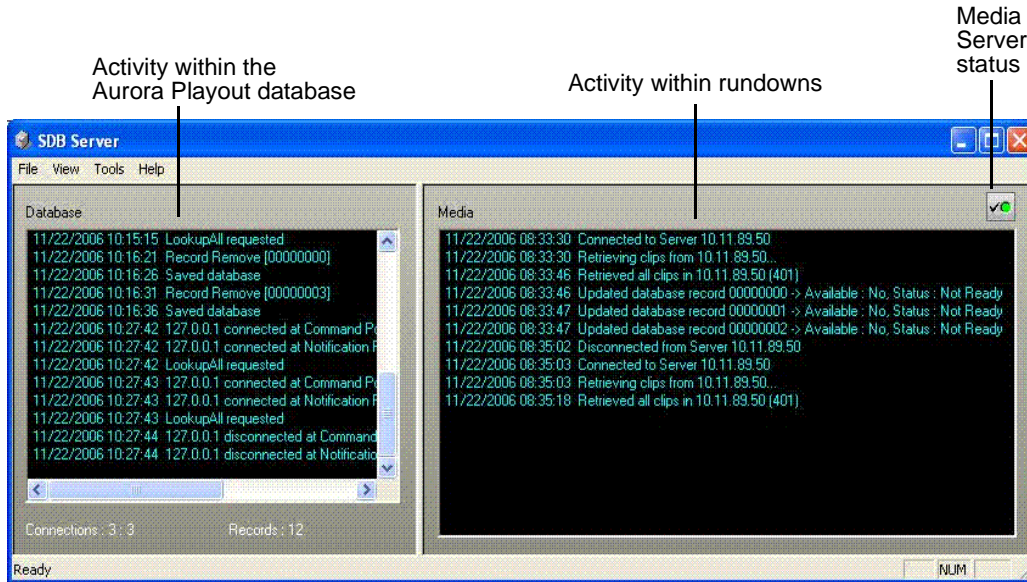 Media
Server
status
Activity within the
Aurora Playout database
Activity within rundowns
SDB Server
File View Tools Help
Database
11/22/2006 10:15:15 LookupAll requested
11/22/2006 10:16:21 Record Remove [00000000]
11/22/2006 10:16:26 Saved database
11/22/2006 10:16:31 Record Remove [00000003]
11/22/2006 10:16:36 Saved database
11/22/2006 10:27:42 127.0.0.1 connected at Command Po
11/22/2006 10:27:42 127.0.0.1 connected at Notification P
11/22/2006 10:27:42 LookupAll requested
11/22/2006 10:27:43 127.0.0.1 connected at Command Po
11/22/2006 10:27:43 127.0.0.1 connected at Notification P
11/22/2006 10:27:43 LookupAll requested
11/22/2006 10:27:44 127.0.0.1 disconnected at Command
11/22/2006 10:27:44 127.0.0.1 disconnected at Notificatio
Connections : 3 : 3 Records : 12
Media
11/22/2006 08:33:30 Connected to Server 10.11.89.50
11/22/2006 08:33:30 Retrieving clips from 10.11.89.50...
11/22/2006 08:33:46 Retrieved all clips in 10.11.89.50 (401)
11/22/2006 08:33:46 Updated database record 00000000 -> Available : No, Status : Not Ready
11/22/2006 08:33:47 Updated database record 00000001 -> Available : No, Status : Not Ready
11/22/2006 08:33:47 Updated database record 00000002 -> Available : No, Status : Not Ready
11/22/2006 08:35:02 Disconnected from Server 10.11.89.50
11/22/2006 08:35:03 Connected to Server 10.11.89.50
11/22/2006 08:35:03 Retrieving clips from 10.11.89.50...
11/22/2006 08:35:18 Retrieved all clips in 10.11.89.50 (401)
Ready NUM